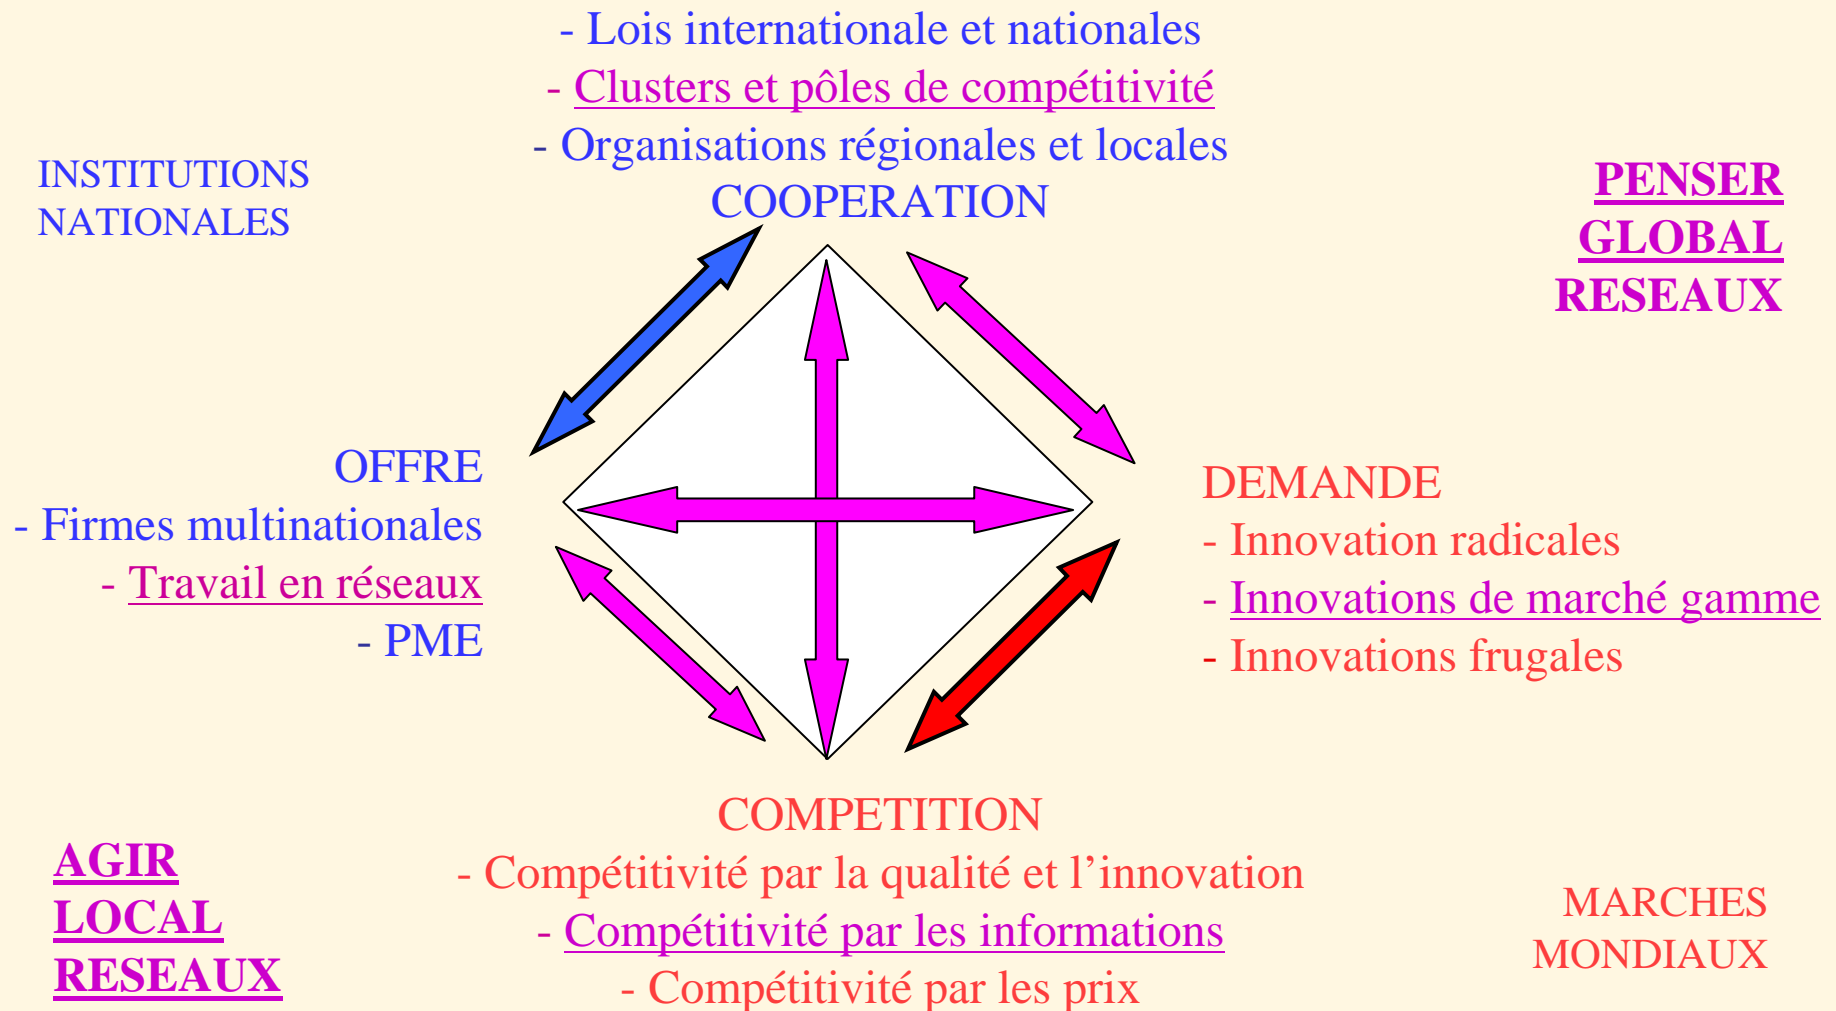 - Lois internationale et nationales
- Clusters et pôles de compétitivité
- Organisations régionales et locales
COOPERATION
INSTITUTIONS
NATIONALES
PENSER
GLOBAL
RESEAUX
OFFRE
- Firmes multinationales
- Travail en réseaux
- PME
DEMANDE
- Innovation radicales
- Innovations de marché gamme
- Innovations frugales
COMPETITION
- Compétitivité par la qualité et l’innovation
- Compétitivité par les informations
- Compétitivité par les prix
AGIR
LOCAL
RESEAUX
MARCHES
MONDIAUX